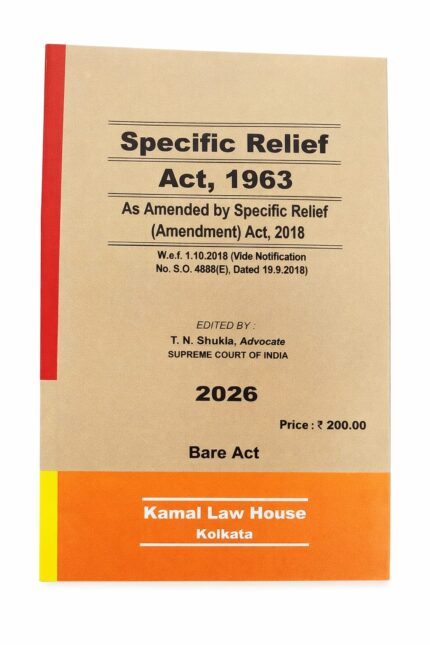 Specific Relief
Act, 1963
As Amended by Specific Relief
(Amendment) Act, 2018
W.e.f. 1.10.2018 (Vide Notification
No. S.O. 4888(E), Dated 19.9.2018)
EDITED BY :
T. N. Shukla, Advocate
SUPREME COURT OF INDIA
2026
Price : ₹ 200.00
Bare Act
Kamal Law House
Kolkata